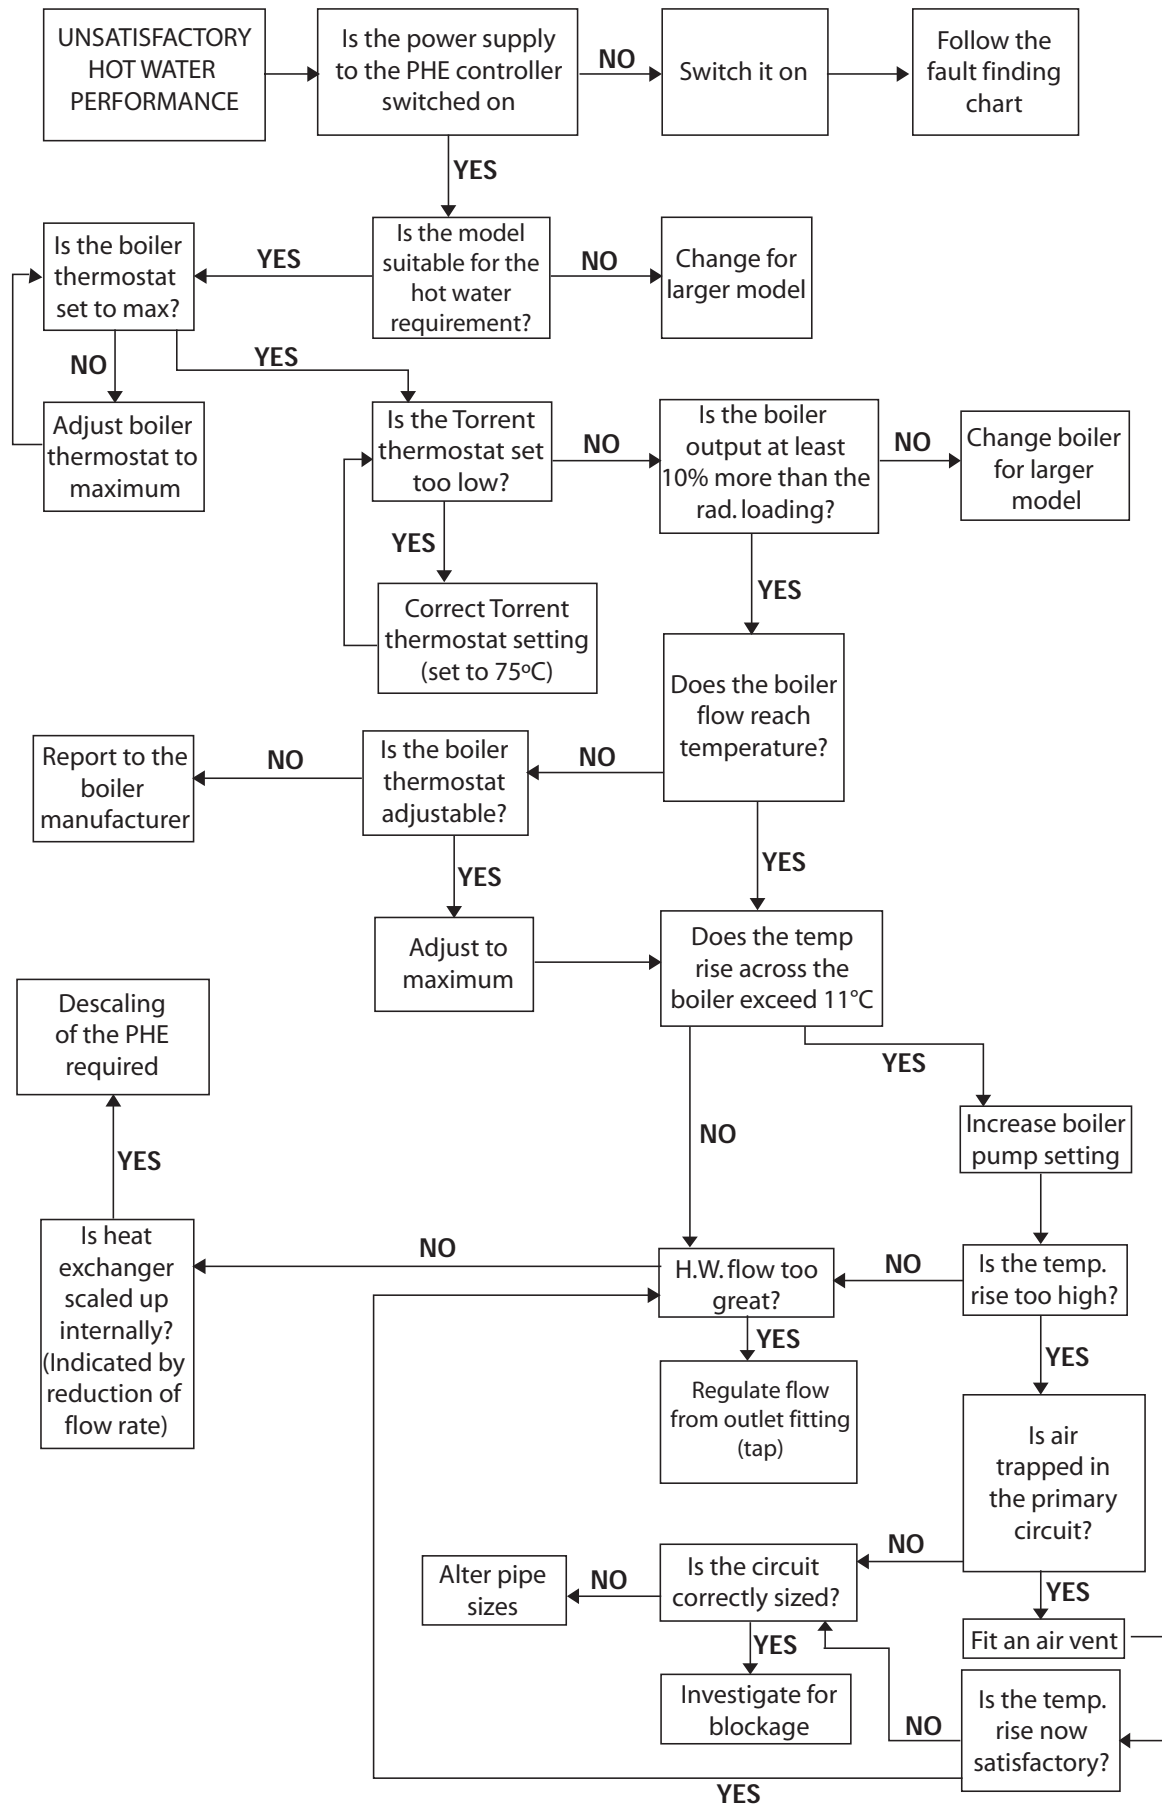 UNSATISFACTORY
HOT WATER
PERFORMANCE
Is the power supply
to the PHE controller
switched on
NO
Switch it on
Follow the
fault finding
chart
YES
Is the boiler
thermostat
set to max?
YES
Is the model
suitable for the
hot water
requirement?
NO
Change for
larger model
NO
YES
Adjust boiler
thermostat to
maximum
Is the Torrent
thermostat set
too low?
NO
Is the boiler
output at least
10% more than the
rad. loading?
NO
Change boiler
for larger
model
YES
YES
Correct Torrent
thermostat setting
(set to 75ºC)
Does the boiler
flow reach
temperature?
Report to the
boiler
manufacturer
NO
Is the boiler
thermostat
adjustable?
NO
YES
YES
Adjust to
maximum
Does the temp
rise across the
boiler exceed 11°C
Descaling
of the PHE
required
YES
NO
Increase boiler
pump setting
YES
Is heat
exchanger
scaled up
internally?
(Indicated by
reduction of
flow rate)
NO
H.W. flow too
great?
NO
Is the temp.
rise too high?
YES
YES
Regulate flow
from outlet fitting
(tap)
Is air
trapped in
the primary
circuit?
Alter pipe
sizes
NO
Is the circuit
correctly sized?
NO
YES
YES
Fit an air vent
Investigate for
blockage
NO
Is the temp.
rise now
satisfactory?
YES